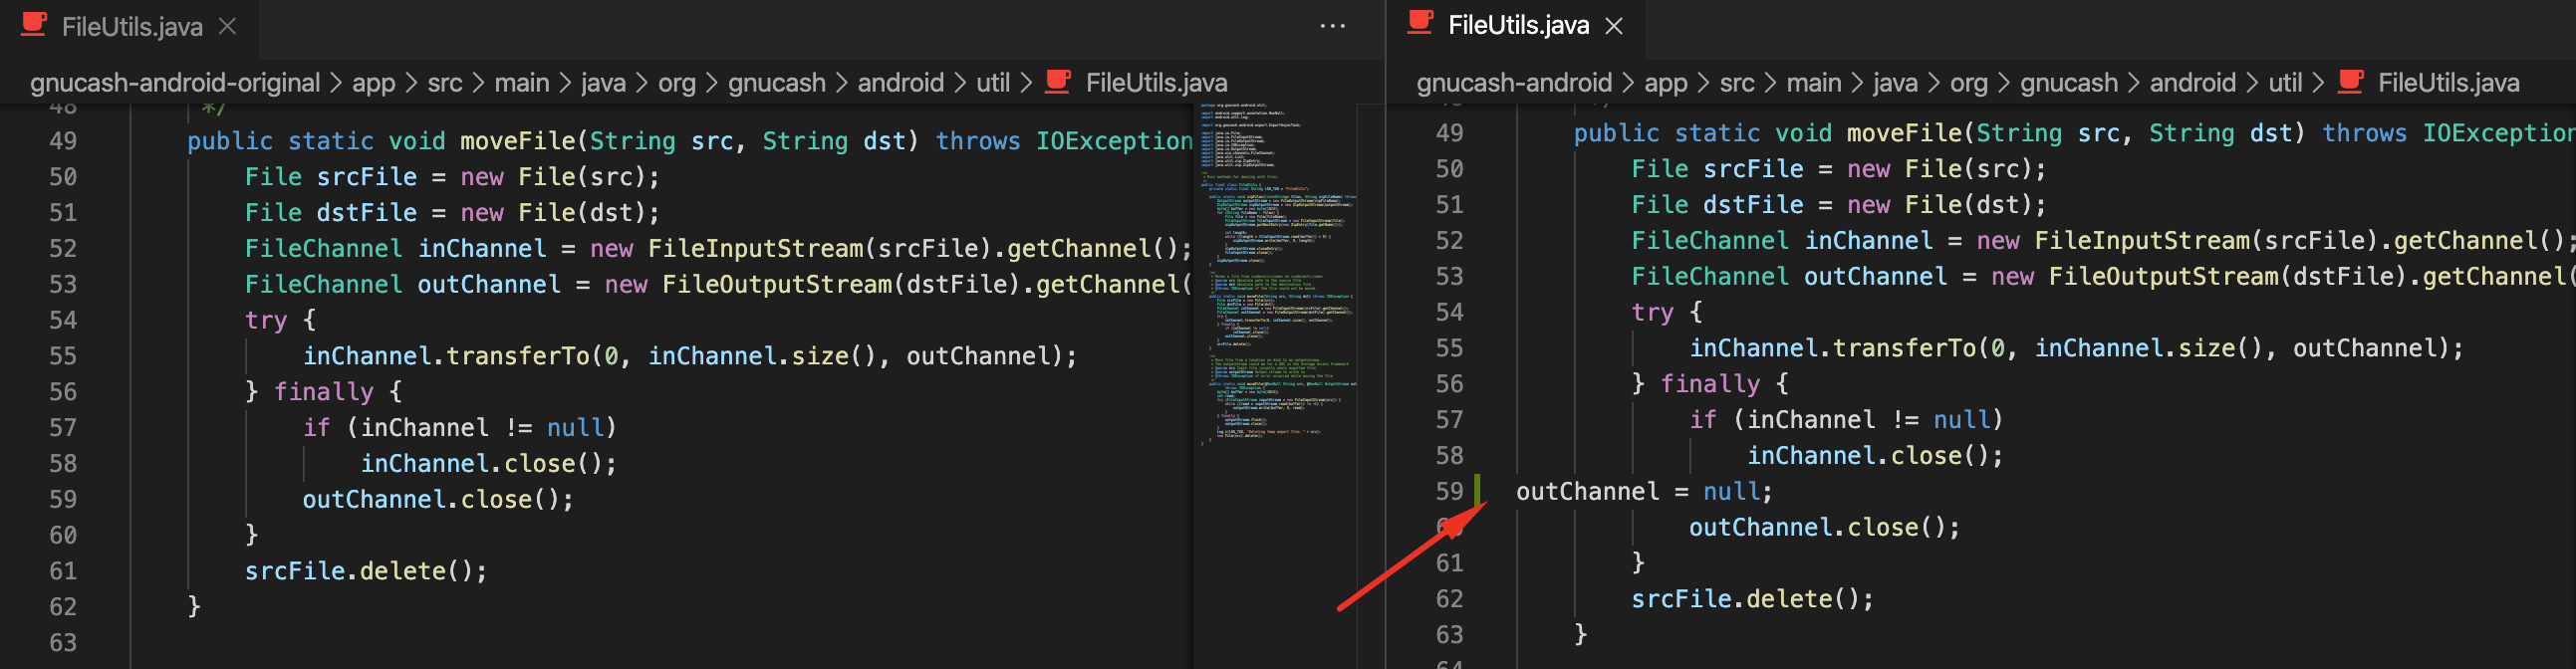 FileUtils.java
gnucash-android-original > app > src > main > java > org > gnucash > android > util > FileUtils.java
48 */
49 public static void moveFile(String src, String dst) throws IOException
50 File srcFile = new File(src);
51 File dstFile = new File(dst);
52 FileChannel inChannel = new FileInputStream(srcFile).getChannel();
53 FileChannel outChannel = new FileOutputStream(dstFile).getChannel(
54 try {
55 inChannel.transferTo(0, inChannel.size(), outChannel);
56 } finally {
57 if (inChannel != null)
58 inChannel.close();
59 outChannel.close();
60 }
61 srcFile.delete();
62 }
63
FileUtils.java
gnucash-android > app > src > main > java > org > gnucash > android > util > FileUtils.java
49 public static void moveFile(String src, String dst) throws IOException
50 File srcFile = new File(src);
51 File dstFile = new File(dst);
52 FileChannel inChannel = new FileInputStream(srcFile).getChannel();
53 FileChannel outChannel = new FileOutputStream(dstFile).getChannel(
54 try {
55 inChannel.transferTo(0, inChannel.size(), outChannel);
56 } finally {
57 if (inChannel != null)
58 inChannel.close();
59 outChannel = null;
60 outChannel.close();
61 }
62 srcFile.delete();
63 }